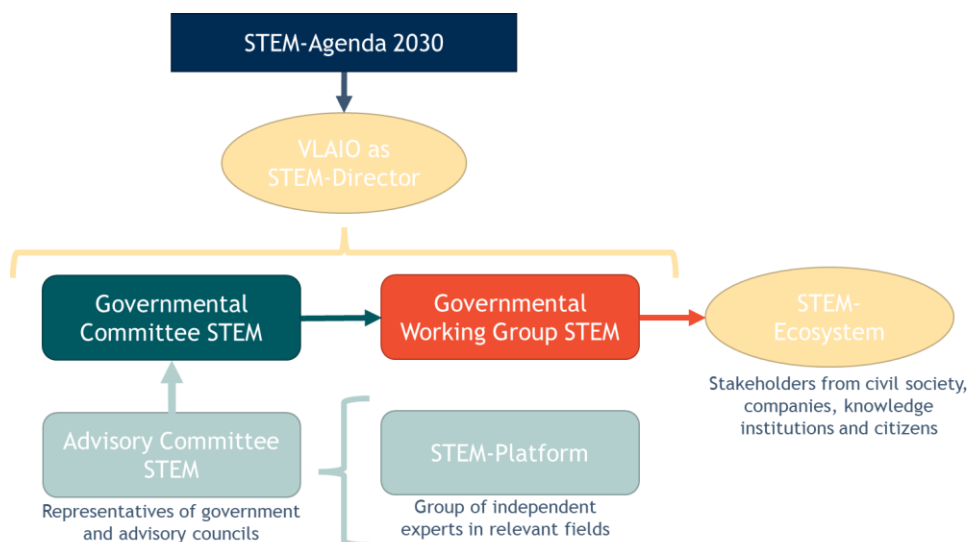 STEM-Agenda 2030
VLAIO as
STEM-Director
Governmental
Committee STEM
Governmental
Working Group STEM
STEM-
Ecosystem
Stakeholders from civil society,
companies, knowledge
institutions and citizens
Advisory Committee
STEM
Representatives of government
and advisory councils
STEM-Platform
Group of independent
experts in relevant fields